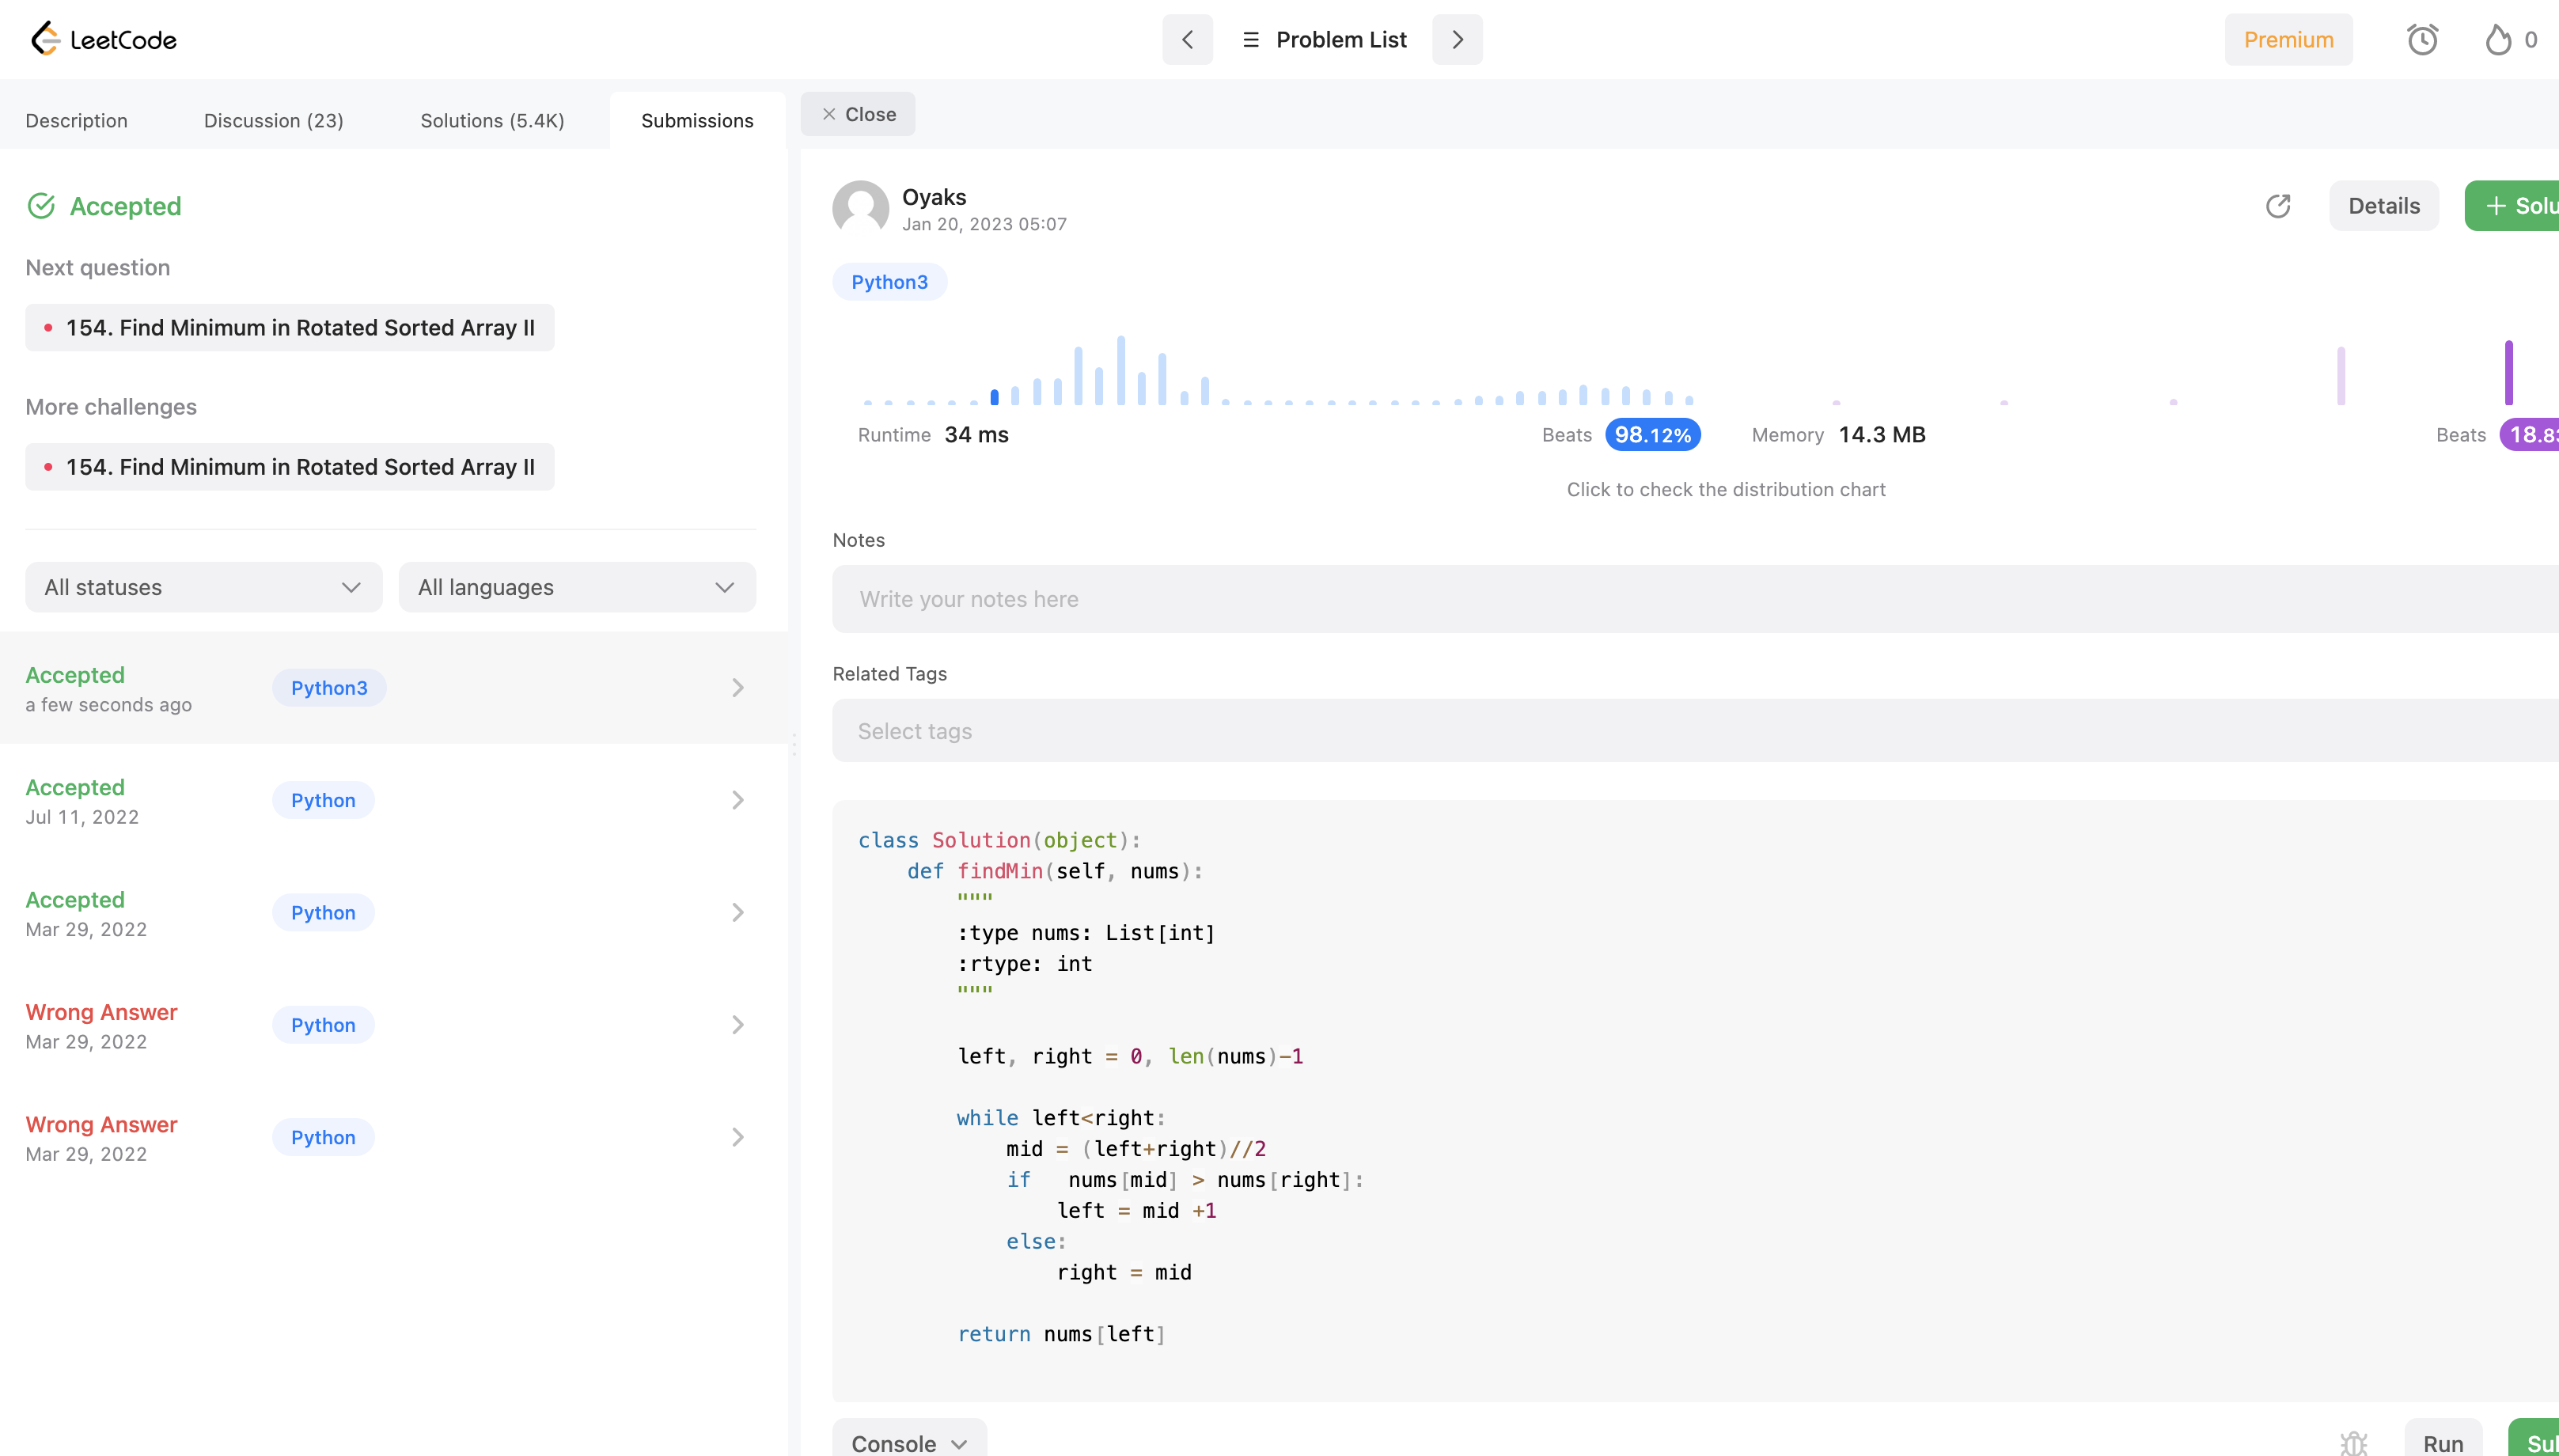 LeetCode
Problem List
Premium
0
Description
Discussion (23)
Solutions (5.4K)
Submissions
Close
Accepted
Next question
154. Find Minimum in Rotated Sorted Array II
More challenges
154. Find Minimum in Rotated Sorted Array II
All statuses
All languages
Accepted
a few seconds ago
Python3
Accepted
Jul 11, 2022
Python
Accepted
Mar 29, 2022
Python
Wrong Answer
Mar 29, 2022
Python
Wrong Answer
Mar 29, 2022
Python
Oyaks
Jan 20, 2023 05:07
Details
+ Solu
Python3
Runtime 34 ms
Beats 98.12%
Memory 14.3 MB
Beats 18.8
Click to check the distribution chart
Notes
Write your notes here
Related Tags
Select tags
class Solution(object):
    def findMin(self, nums):
        """
        :type nums: List[int]
        :rtype: int
        """
        left, right = 0, len(nums)-1
        while left<right:
            mid = (left+right)//2
            if   nums[mid] > nums[right]:
                left = mid +1
            else:
                right = mid
        return nums[left]
Console
Run